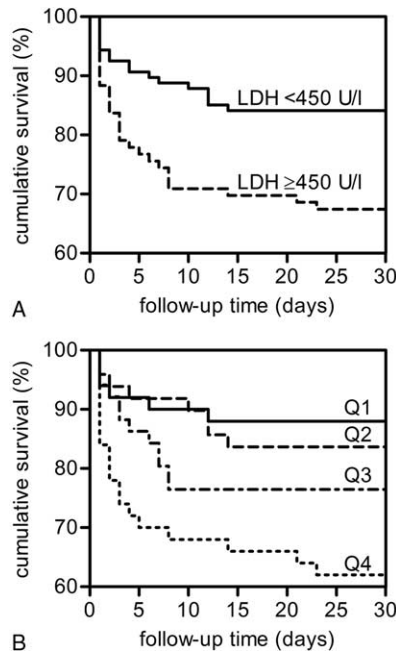 cumulative survival (%)
100
90
80
70
60
LDH <450 U/l
LDH ≥450 U/l
0 5 10 15 20 25 30
follow-up time (days)
A
cumulative survival (%)
100
90
80
70
60
Q1
Q2
Q3
Q4
0 5 10 15 20 25 30
follow-up time (days)
B